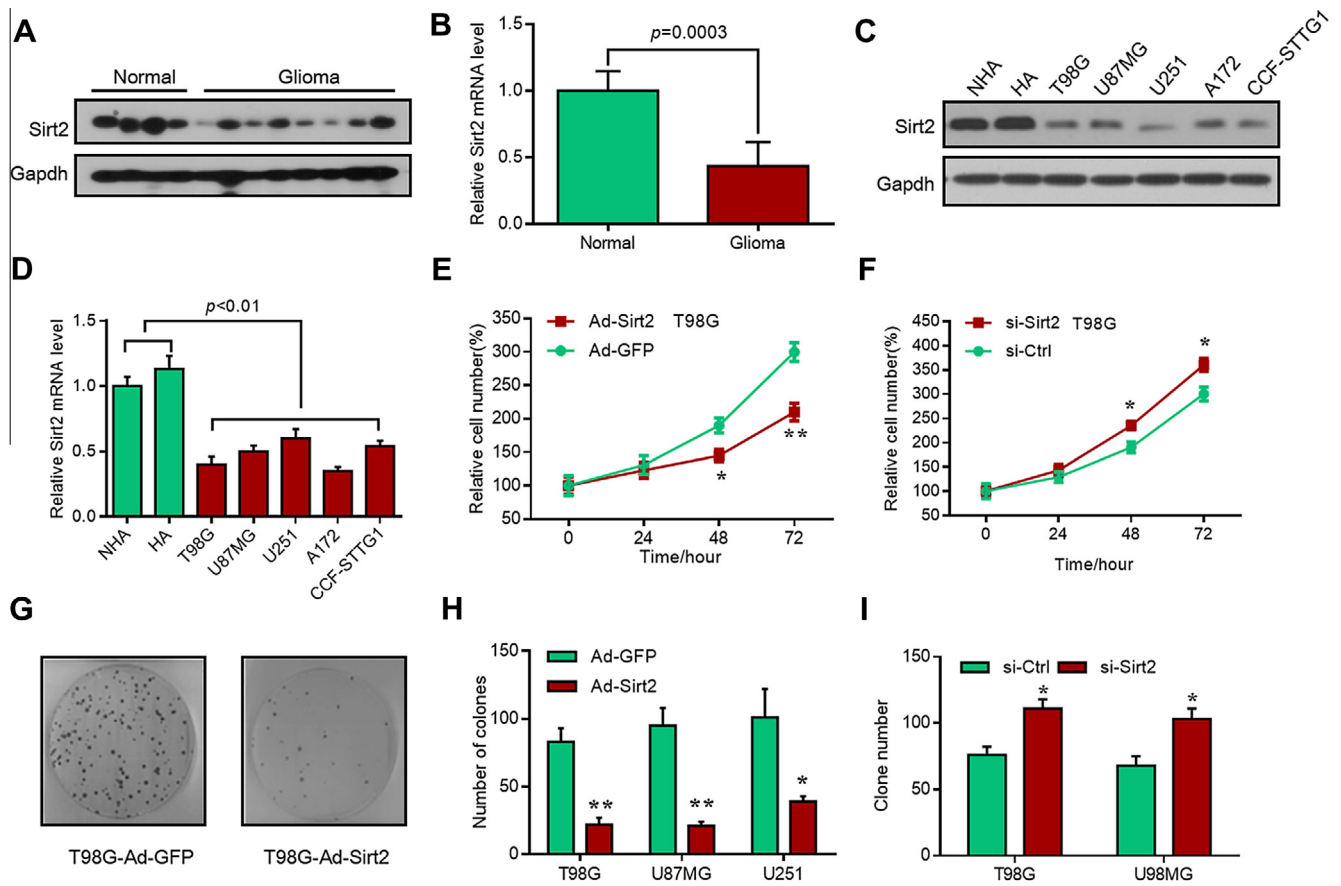 A
Normal Glioma
Sirt2
Gapdh
B
Relative Sirt2 mRNA level
1.5
1.0
0.5
0.0
p=0.0003
Normal Glioma
C
NHA HA T98G U87MG U251 A172 CCF-STTG1
Sirt2
Gapdh
D
Relative Sirt2 mRNA level
1.5
1.0
0.5
0.0
p<0.01
NHA HA T98G U87MG U251 A172 CCF-STTG1
E
Relative cell number(%)
350
300
250
200
150
100
50
Ad-Sirt2 T98G
Ad-GFP
*
**
0 24 48 72
Time/hour
F
Relative cell number(%)
450
400
350
300
250
200
150
100
50
si-Sirt2 T98G
si-Ctrl
*
*
0 24 48 72
Time/hour
G
T98G-Ad-GFP T98G-Ad-Sirt2
H
Number of colones
150
100
50
0
Ad-GFP
Ad-Sirt2
** ** *
T98G U87MG U251
I
Clone number
150
100
50
0
si-Ctrl si-Sirt2
* *
T98G U98MG